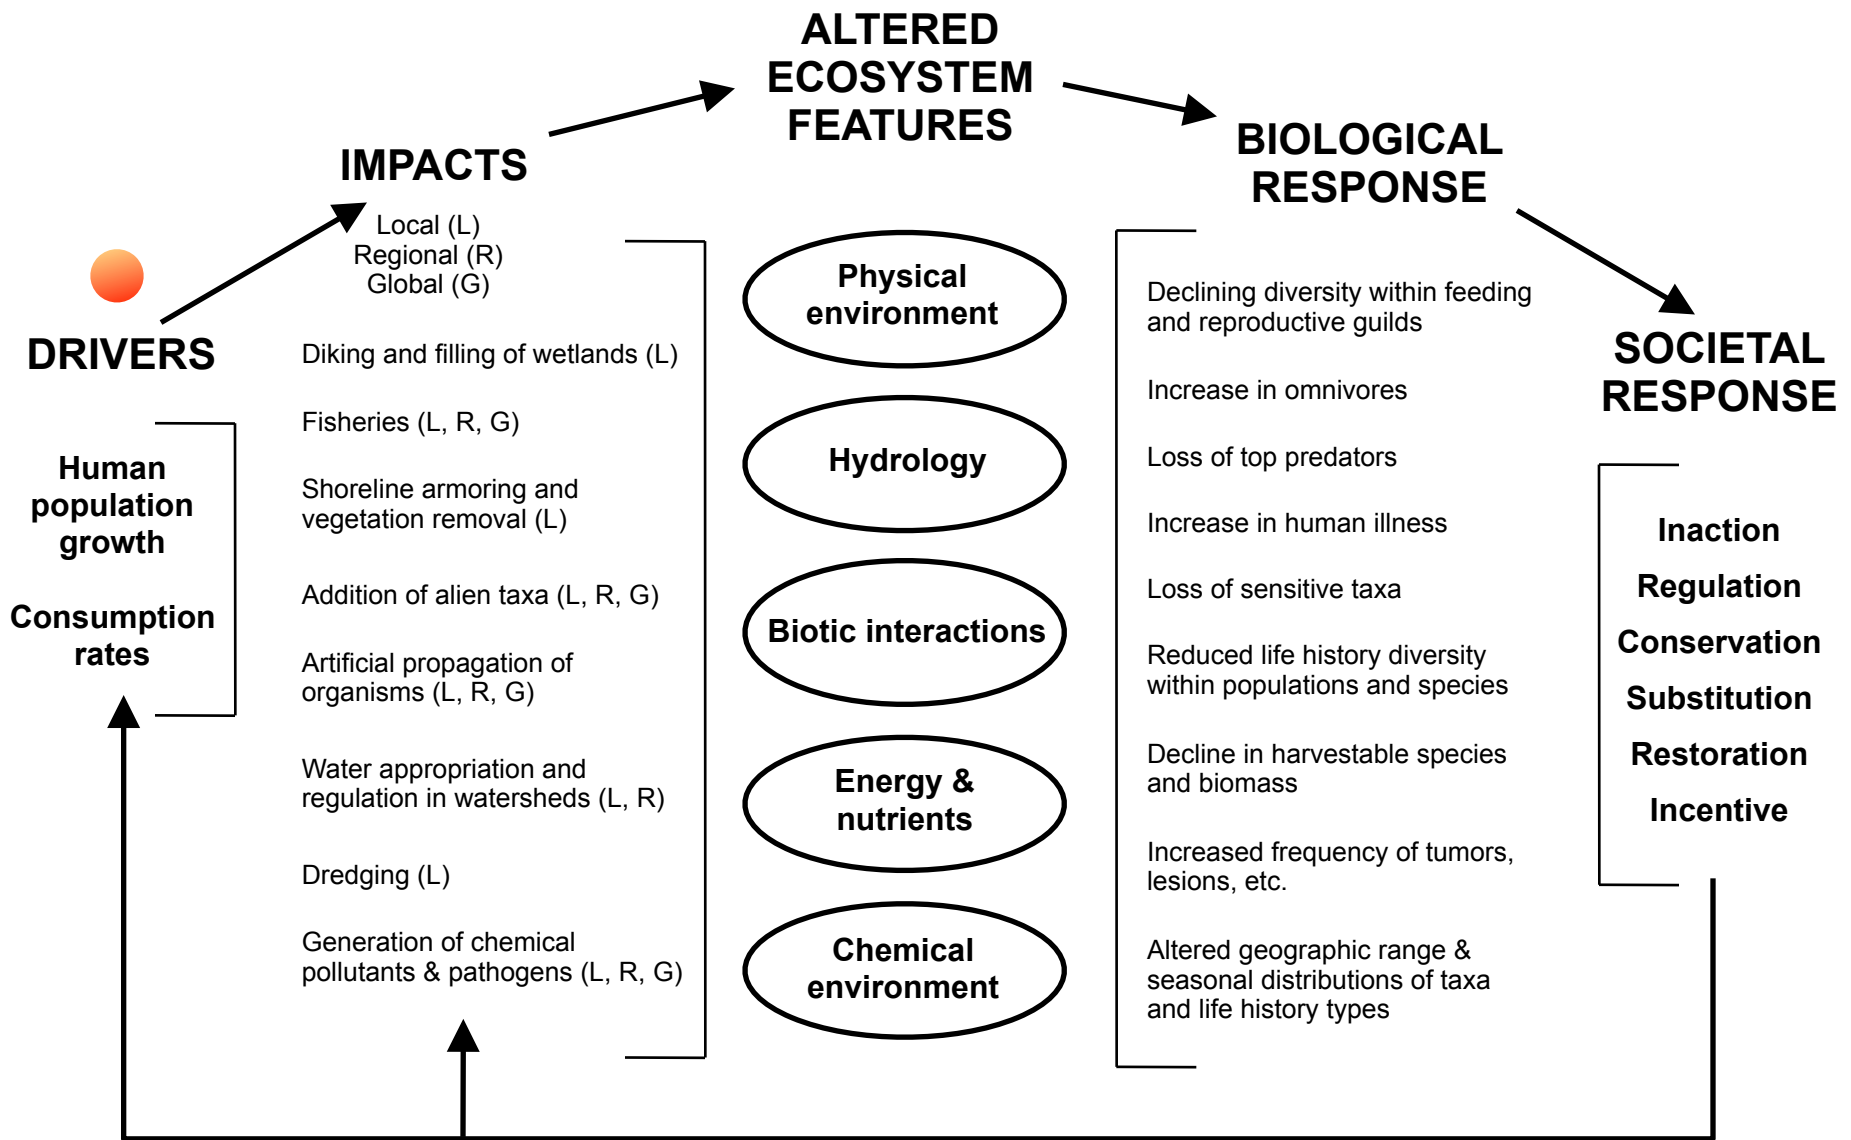 ALTERED
ECOSYSTEM
FEATURES
IMPACTS
BIOLOGICAL
RESPONSE
DRIVERS
SOCIETAL
RESPONSE
Human
population
growth
Consumption
rates
Local (L)
Regional (R)
Global (G)
Diking and filling of wetlands (L)
Fisheries (L, R, G)
Shoreline armoring and
vegetation removal (L)
Addition of alien taxa (L, R, G)
Artificial propagation of
organisms (L, R, G)
Water appropriation and
regulation in watersheds (L, R)
Dredging (L)
Generation of chemical
pollutants & pathogens (L, R, G)
Physical
environment
Hydrology
Biotic interactions
Energy &
nutrients
Chemical
environment
Declining diversity within feeding
and reproductive guilds
Increase in omnivores
Loss of top predators
Increase in human illness
Loss of sensitive taxa
Reduced life history diversity
within populations and species
Decline in harvestable species
and biomass
Increased frequency of tumors,
lesions, etc.
Altered geographic range &
seasonal distributions of taxa
and life history types
Inaction
Regulation
Conservation
Substitution
Restoration
Incentive